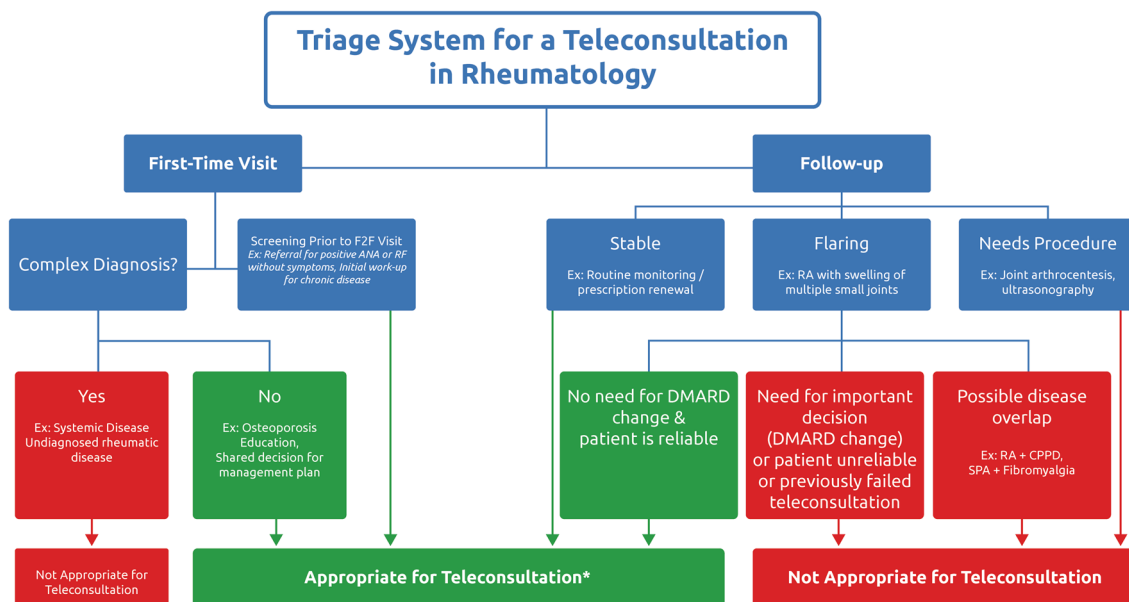 Triage System for a Teleconsultation
in Rheumatology
First-Time Visit
Follow-up
Complex Diagnosis?
Screening Prior to F2F Visit
Ex: Referral for positive ANA or RF
without symptoms, Initial work-up
for chronic disease
Stable
Ex: Routine monitoring /
prescription renewal
Flaring
Ex: RA with swelling of
multiple small joints
Needs Procedure
Ex: Joint arthrocentesis,
ultrasonography
Yes
Ex: Systemic Disease
Undiagnosed rheumatic
disease
No
Ex: Osteoporosis
Education,
Shared decision for
management plan
No need for DMARD
change &
patient is reliable
Need for important
decision
(DMARD change)
or patient unreliable
or previously failed
teleconsultation
Possible disease
overlap
Ex: RA + CPPD,
SPA + Fibromyalgia
Not Appropriate for
Teleconsultation
Appropriate for Teleconsultation*
Not Appropriate for Teleconsultation